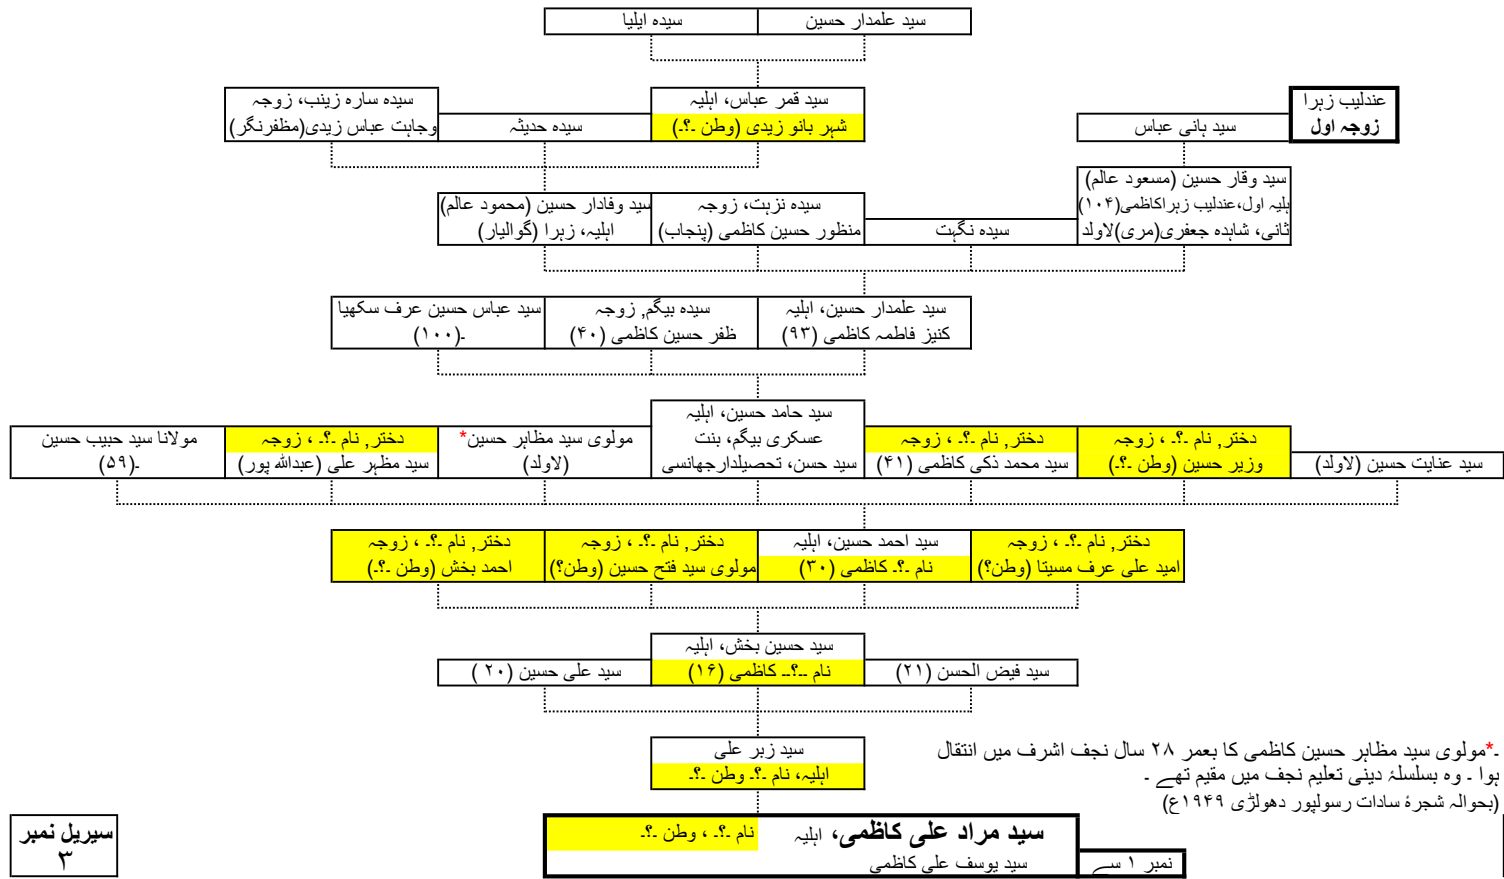 سید علمدار حسین
سیدہ ایلیا
عندلیب زہرا
زوجہ اول
سید ہانی عباس
سید قمر عباس، اہلیہ
شہر بانو زیدی (وطن ۔؟۔)
سیدہ حدیثہ
سیدہ سارہ زینب، زوجہ
وجاہت عباس زیدی(مظفرنگر)
سید وقار حسین (مسعود عالم)
ہلیہ اول،عندلیب زہراکاظمی(۱۰۴)
ثانی، شاہدہ جعفری(مری)لاولد
سیدہ نگہت
سیدہ نزہت، زوجہ
منظور حسین کاظمی (پنجاب)
سید وفادار حسین (محمود عالم)
اہلیہ، زہرا (گوالیار)
سید علمدار حسین، اہلیہ
کنیز فاطمہ کاظمی (۹۳)
سیدہ بیگم, زوجہ
ظفر حسین کاظمی (۴۰)
سید عباس حسین عرف سکھیا
۔(۱۰۰)
سید عنایت حسین (لاولد)
دختر, نام ۔؟۔ ، زوجہ
وزیر حسین (وطن ۔؟۔)
دختر, نام ۔؟۔ ، زوجہ
سید محمد ذکی کاظمی (۴۱)
سید حامد حسین، اہلیہ
عسکری بیگم، بنت
سید حسن، تحصیلدارجھانسی
مولوی سید مظاہر حسین*
(لاولد)
دختر, نام ۔؟۔ ، زوجہ
سید مظہر علی (عبداللہ پور)
مولانا سید حبیب حسین
۔(۵۹)
دختر, نام ۔؟۔ ، زوجہ
امید علی عرف مسیتا (وطن؟)
سید احمد حسین، اہلیہ
نام ۔؟۔ کاظمی (۳۰)
دختر, نام ۔؟۔ ، زوجہ
مولوی سید فتح حسین (وطن؟)
دختر, نام ۔؟۔ ، زوجہ
احمد بخش (وطن ۔؟۔)
سید فیض الحسن (۲۱)
سید حسین بخش، اہلیہ
نام ۔۔؟۔۔ کاظمی (۱۶)
سید علی حسین (۲۰ )
سید زبر علی
اہلیہ، نام ۔؟۔ وطن ۔؟۔
۔*مولوی سید مظاہر حسین کاظمی کا بعمر ۲۸ سال نجف اشرف میں انتقال
ہوا ۔ وہ بسلسلۂ دینی تعلیم نجف میں مقیم تھے ۔
(بحوالہ شجرۂ سادات رسولپور دھولڑی ۱۹۴۹ع)
سید مراد علی کاظمی، اہلیہ نام ۔؟۔ ، وطن ۔؟۔
نمبر ۱ سے
سید یوسف علی کاظمی
سیریل نمبر
۳